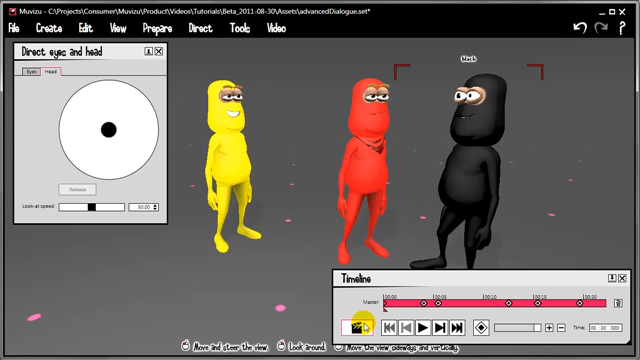 Muvizu - C:\Projects\Consumer\Muvizu\Product\Videos\Tutorials\Beta_2011-08-30\Assets\advancedDialogue.set*
File Create Edit View Prepare Direct Tools Video
Direct eyes and head
Eyes Head
Release
Look-at speed: 50.00
black
Timeline
00:00 00:05 00:10 00:15 00:20
Master:
Time: 00 : 00 .000
Move and steer the view. Look around. Move the view sideways and vertically.